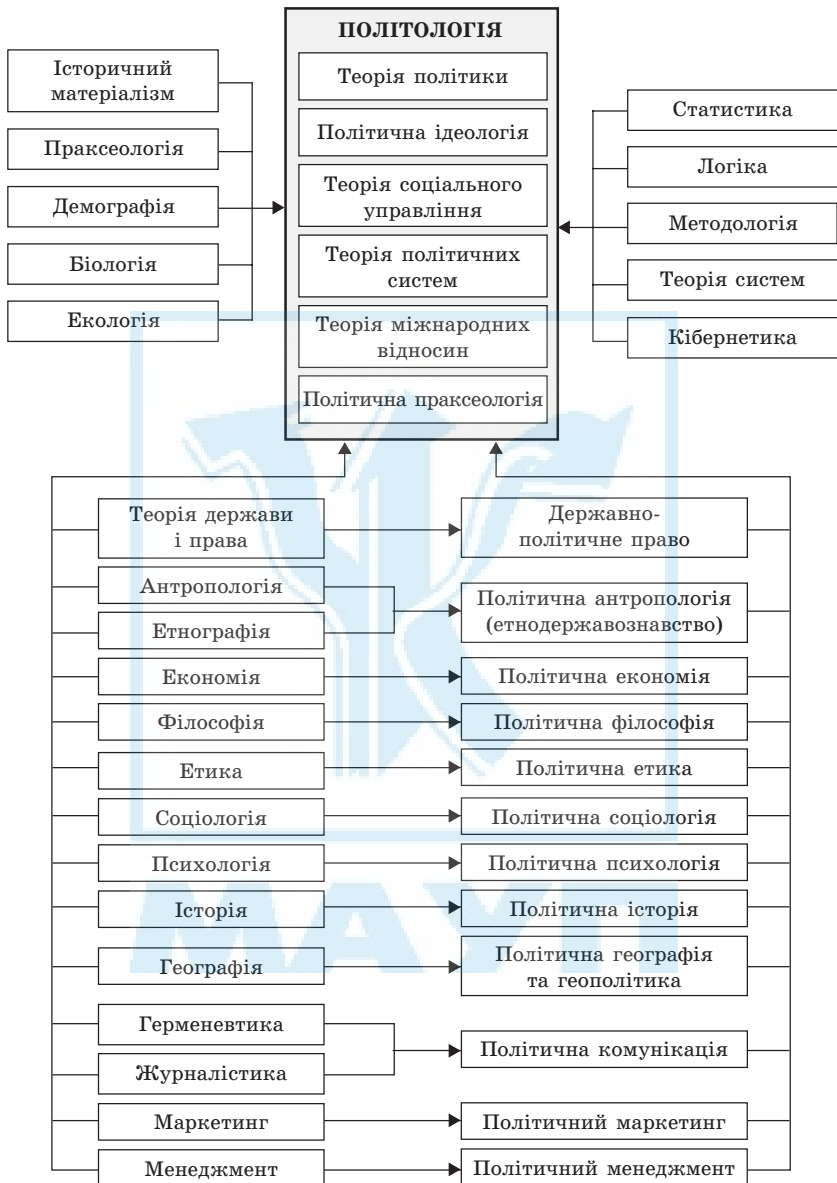 ПОЛІТОЛОГІЯ
Теорія політики
Політична ідеологія
Теорія соціального
управління
Теорія політичних
систем
Теорія міжнародних
відносин
Політична праксеологія
Історичний
матеріалізм
Праксеологія
Демографія
Біологія
Екологія
Статистика
Логіка
Методологія
Теорія систем
Кібернетика
Теорія держави
і права
Державно-
політичне право
Антропологія
Етнографія
Політична антропологія
(етнодержавознавство)
Економія
Політична економія
Філософія
Політична філософія
Етика
Політична етика
Соціологія
Політична соціологія
Психологія
Політична психологія
Історія
Політична історія
Географія
Політична географія
та геополітика
Герменевтика
Журналістика
Політична комунікація
Маркетинг
Політичний маркетинг
Менеджмент
Політичний менеджмент
МАУП